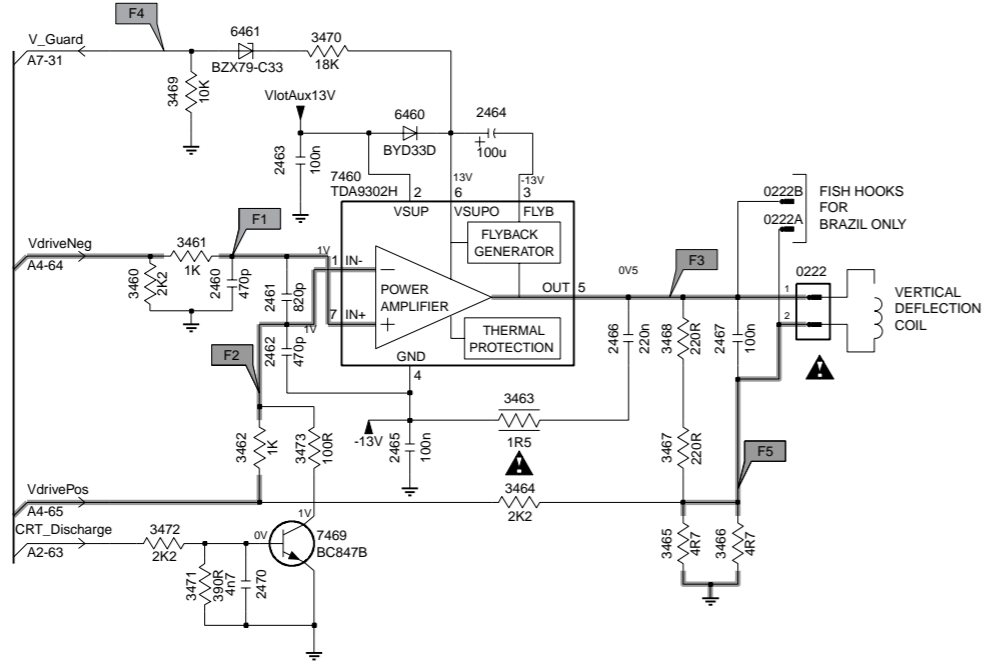 F4
V_Guard
A7-31
6461
BZX79-C33
3470
18K
3469
10K
VlotAux13V
6460
BYD33D
2464
+
100u
2463
100n
7460
TDA9302H
2
13V
6
-13V
3
VSUP
VSUPO
FLYB
FLYBACK
GENERATOR
0222B
0222A
FISH HOOKS
FOR
BRAZIL ONLY
F1
VdriveNeg
A4-64
3461
1K
3460
2K2
2460
470p
2461
820p
1V
1
IN-
POWER
AMPLIFIER
7
IN+
1V
OUT
5
0V5
F3
0222
1
2
VERTICAL
DEFLECTION
COIL
THERMAL
PROTECTION
2462
470p
F2
GND
4
2466
220n
3468
220R
2467
100n
-13V
2465
100n
3463
1R5
3462
1K
3473
100R
3467
220R
F5
VdrivePos
A4-65
3464
2K2
CRT_Discharge
A2-63
3472
2K2
0V
1V
7469
BC847B
3471
390R
4n7
2470
3465
4R7
3466
4R7